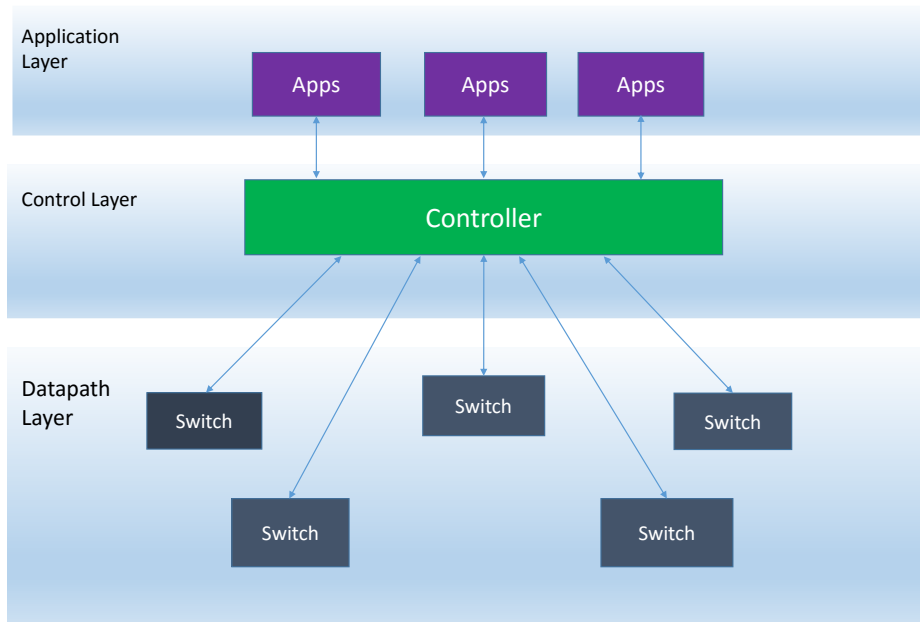 Application
Layer
Apps
Apps
Apps
Control Layer
Controller
Datapath
Layer
Switch
Switch
Switch
Switch
Switch